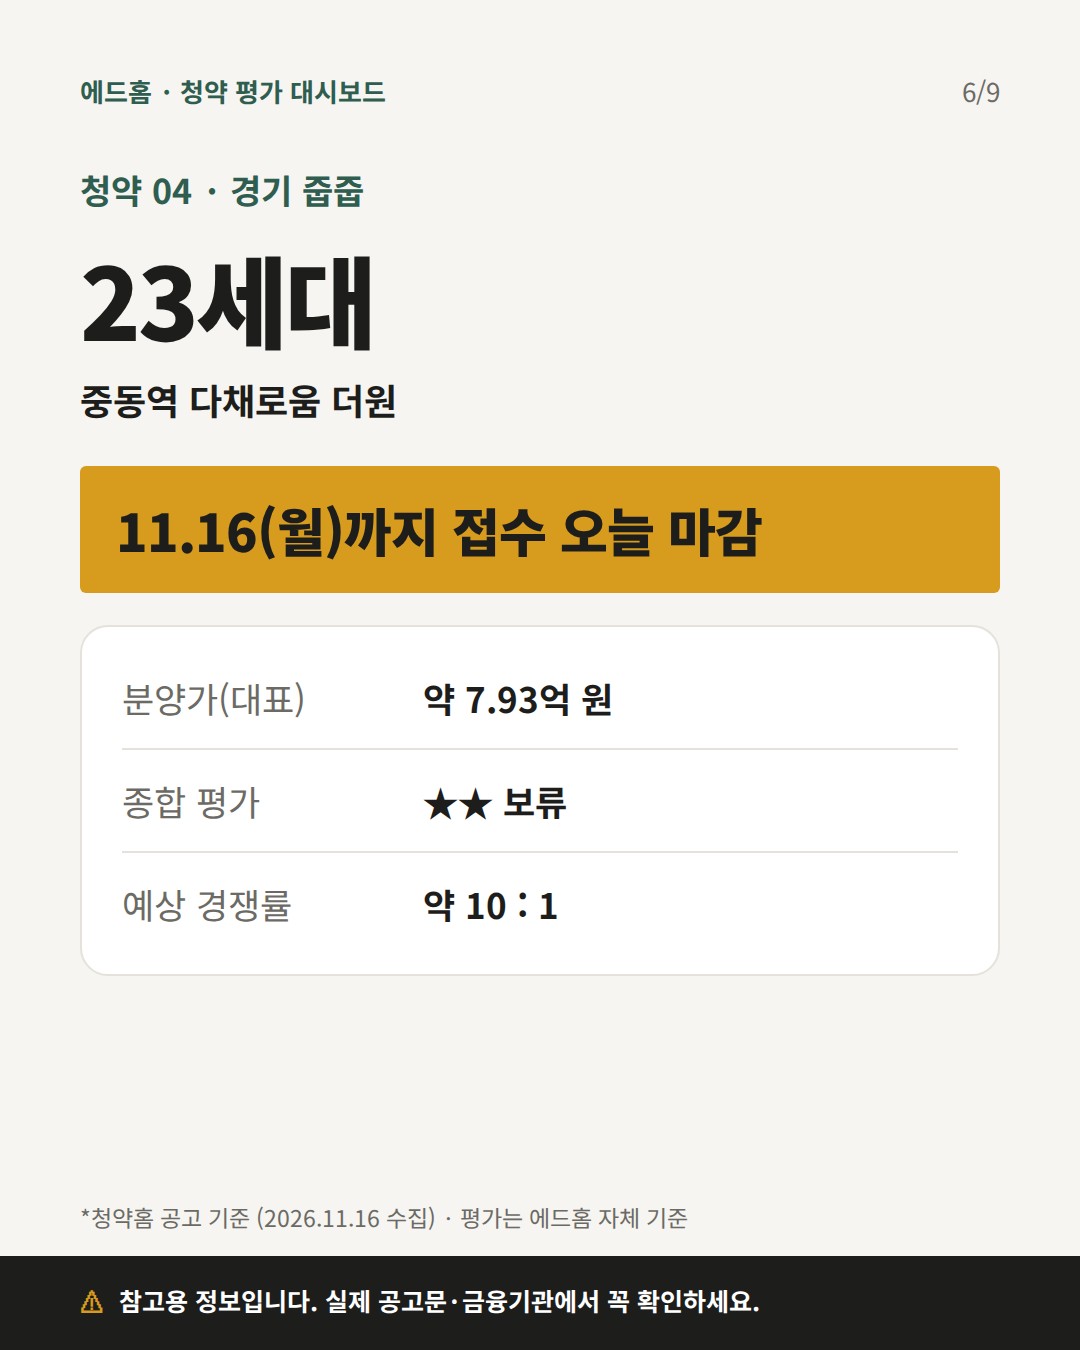 에드홈 · 청약 평가 대시보드
6/9
청약 04 · 경기 줍줍
23세대
중동역 다채로움 더원
11.16(월)까지 접수 오늘 마감
분양가(대표) 약 7.93억 원
종합 평가 ★★ 보류
예상 경쟁률 약 10 : 1
*청약홈 공고 기준 (2026.11.16 수집) · 평가는 에드홈 자체 기준
⚠ 참고용 정보입니다. 실제 공고문·금융기관에서 꼭 확인하세요.